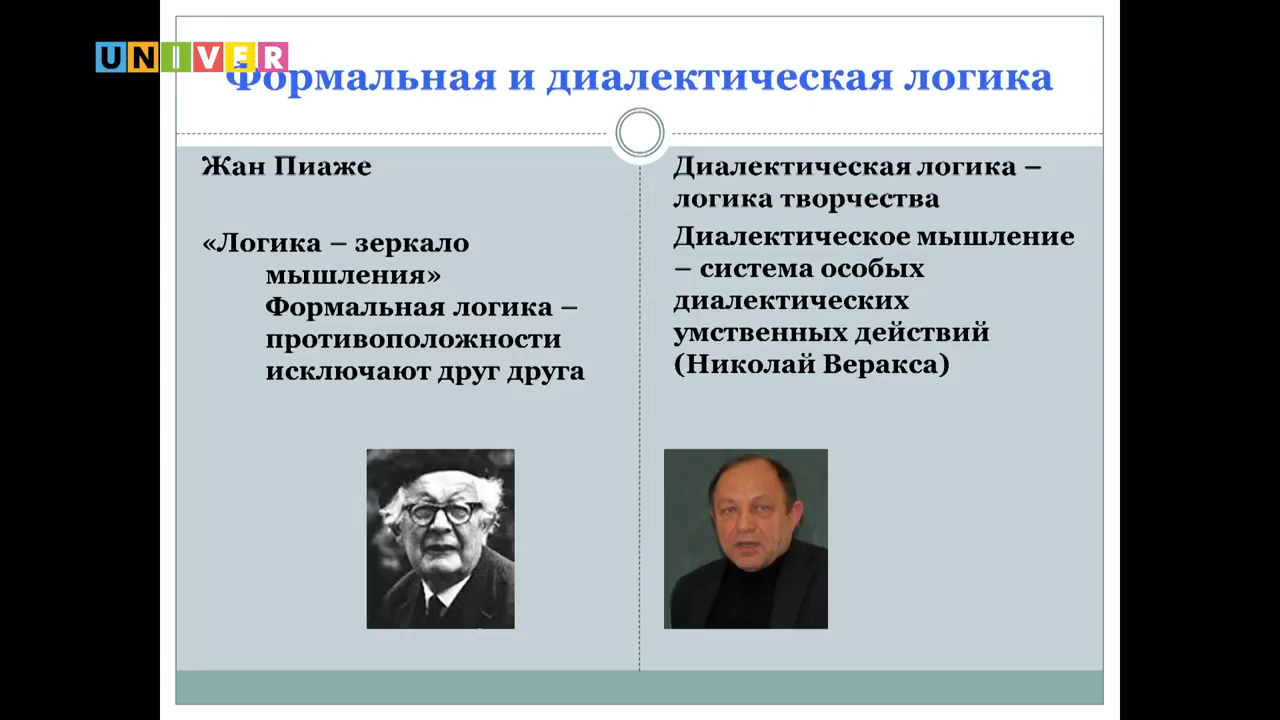 UNIVER
Формальная и диалектическая логика
Жан Пиаже
«Логика – зеркало
мышления»
Формальная логика –
противоположности
исключают друг друга
Диалектическая логика –
логика творчества
Диалектическое мышление
– система особых
диалектических
умственных действий
(Николай Веракса)